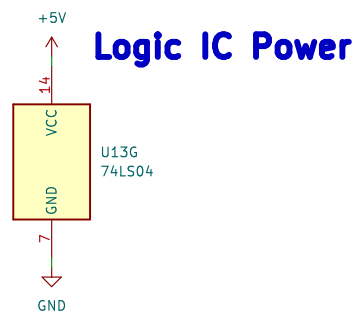 +5V
Logic IC Power
14
VCC
U13G
74LS04
GND
7
GND